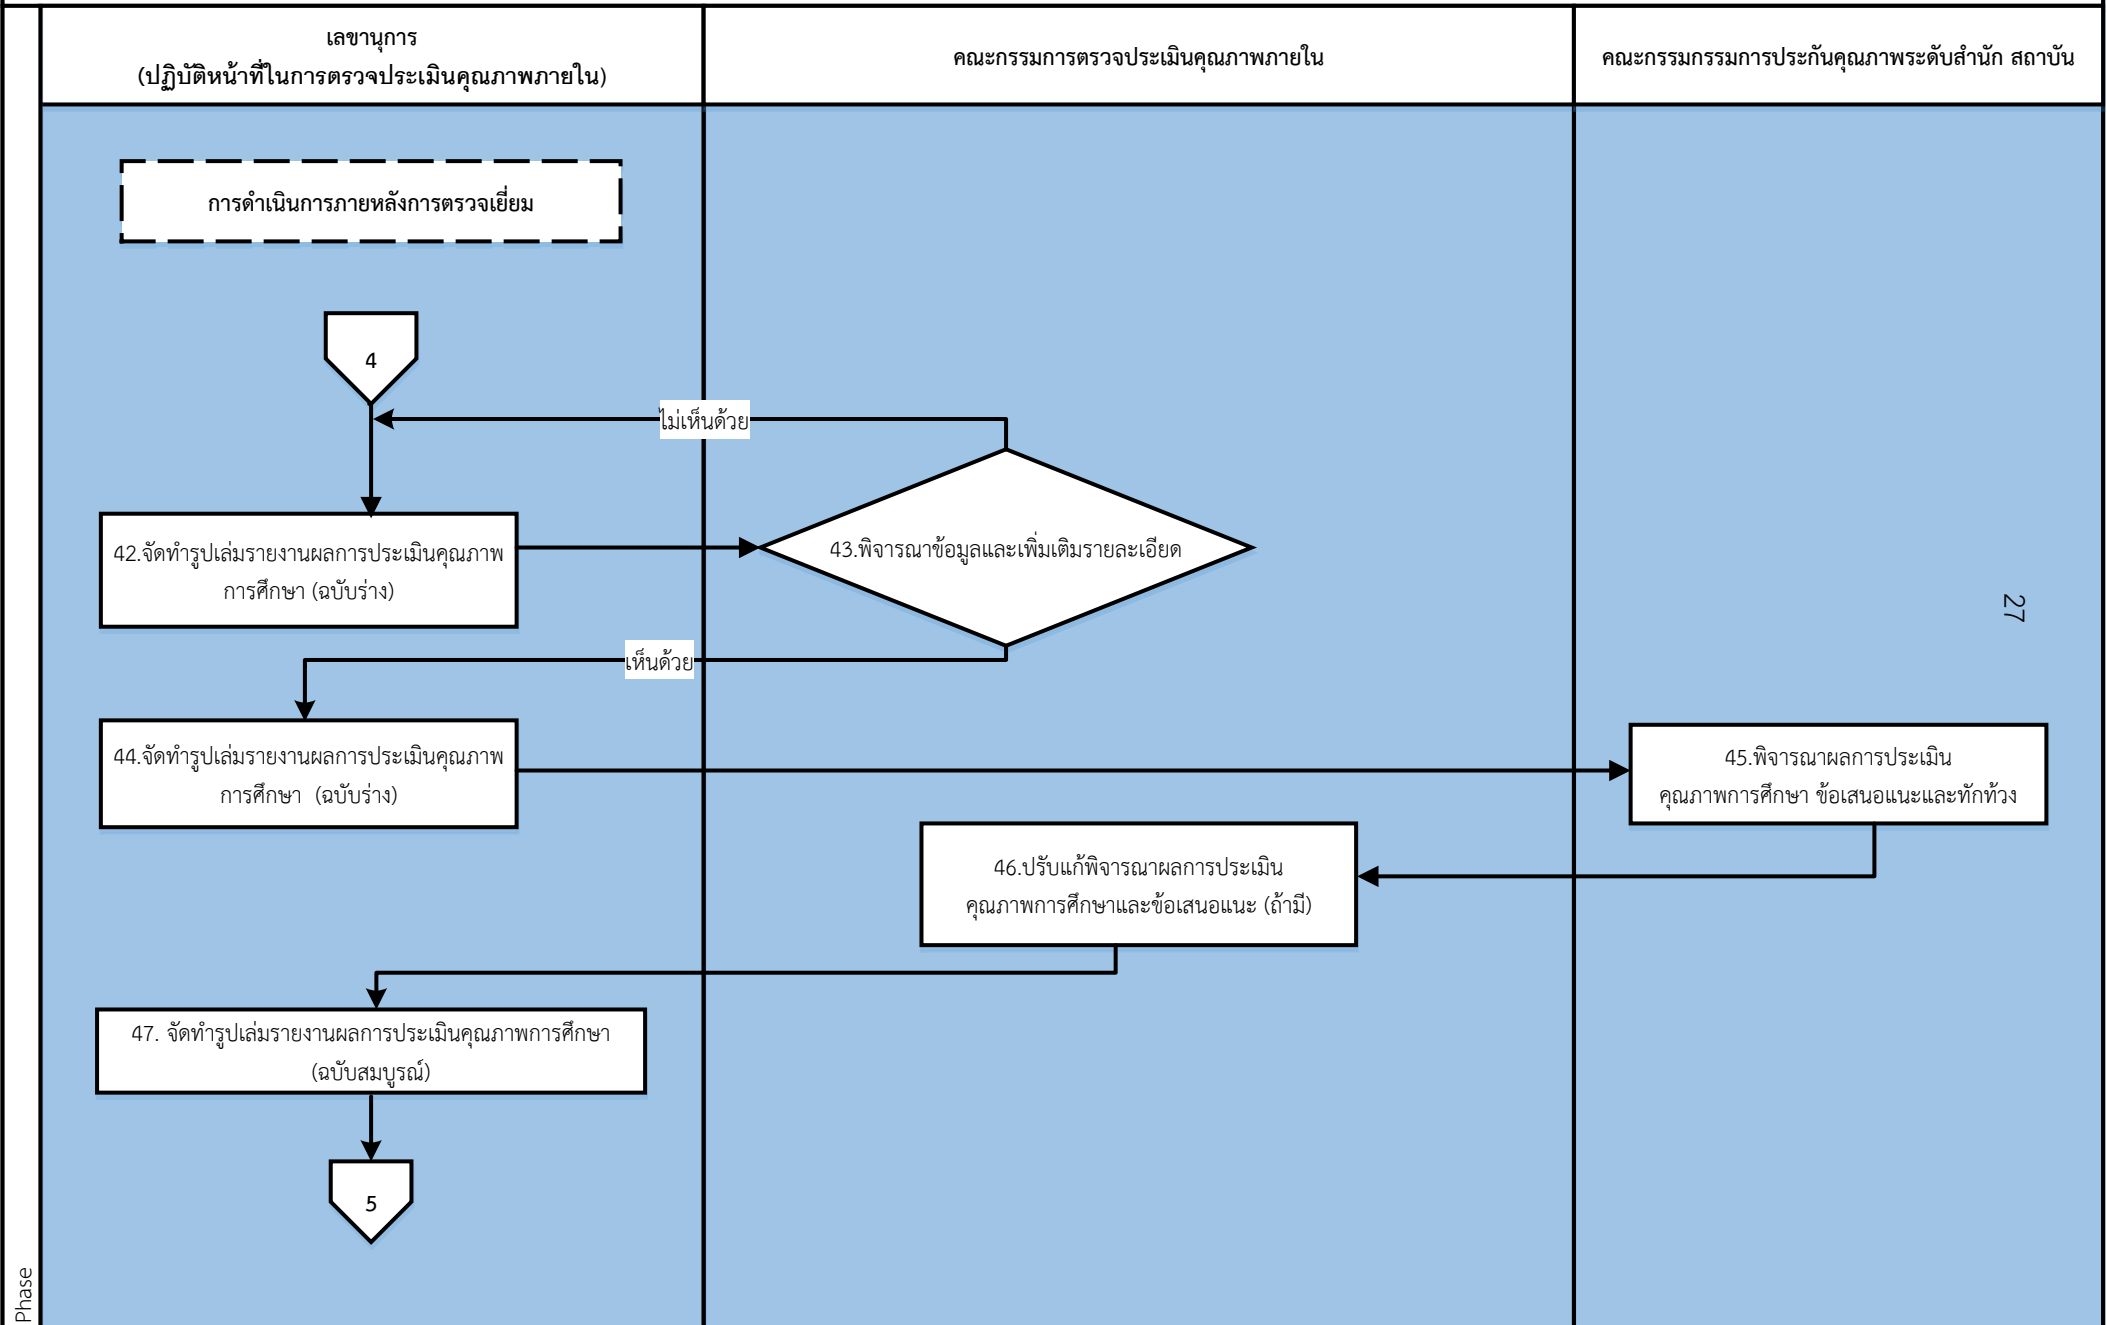 เลขานุการ
(ปฏิบัติหน้าที่ในการตรวจประเมินคุณภาพภายใน)
คณะกรรมการตรวจประเมินคุณภาพภายใน
คณะกรรมกรรมการประกันคุณภาพระดับสำนัก สถาบัน
การดำเนินการภายหลังการตรวจเยี่ยม
4
ไม่เห็นด้วย
42.จัดทำรูปเล่มรายงานผลการประเมินคุณภาพ
การศึกษา (ฉบับร่าง)
43.พิจารณาข้อมูลและเพิ่มเติมรายละเอียด
27
เห็นด้วย
44.จัดทำรูปเล่มรายงานผลการประเมินคุณภาพ
การศึกษา (ฉบับร่าง)
45.พิจารณาผลการประเมิน
คุณภาพการศึกษา ข้อเสนอแนะและทักท้วง
46.ปรับแก้พิจารณาผลการประเมิน
คุณภาพการศึกษาและข้อเสนอแนะ (ถ้ามี)
47. จัดทำรูปเล่มรายงานผลการประเมินคุณภาพการศึกษา
(ฉบับสมบูรณ์)
5
Phase